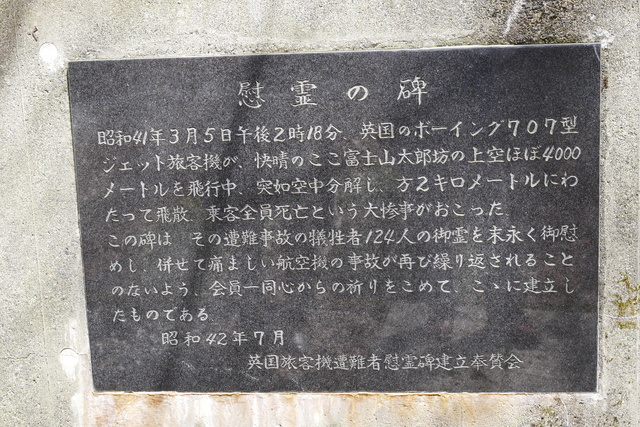 慰霊の碑
昭和41年3月5日午後2時18分、英国のボーイング707型
ジェット旅客機が、快晴のここ富士山太郎坊の上空ほぼ4000
メートルを飛行中、突如空中分解し、方2キロメートルにわ
たって飛散、乗客全員死亡という大惨事がおこった
この碑は その遭難事故の犠牲者124人の御霊を末永く御慰
めし、併せて痛ましい航空機の事故が再び繰り返されること
のないよう、会員一同心からの祈りをこめて、こゝに建立し
たものである
昭和42年7月
英国旅客機遭難者慰霊碑建立奉賛会